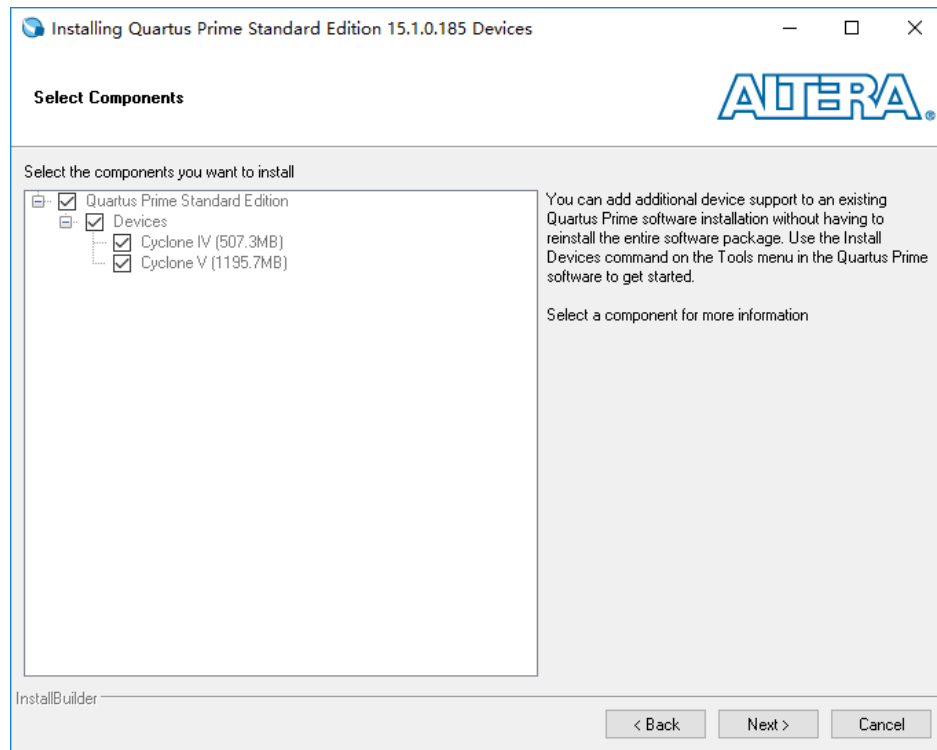 Installing Quartus Prime Standard Edition 15.1.0.185 Devices
Select Components
ALTERA®
Select the components you want to install
Quartus Prime Standard Edition
Devices
Cyclone IV (507.3MB)
Cyclone V (1195.7MB)
You can add additional device support to an existing
Quartus Prime software installation without having to
reinstall the entire software package. Use the Install
Devices command on the Tools menu in the Quartus Prime
software to get started.
Select a component for more information
InstallBuilder
< Back
Next >
Cancel